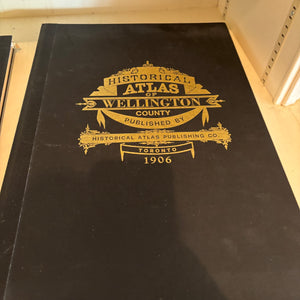 HISTORICAL
ATLAS
OF
WELLINGTON
COUNTY
PUBLISHED BY
HISTORICAL ATLAS PUBLISHING CO.
TORONTO
1906